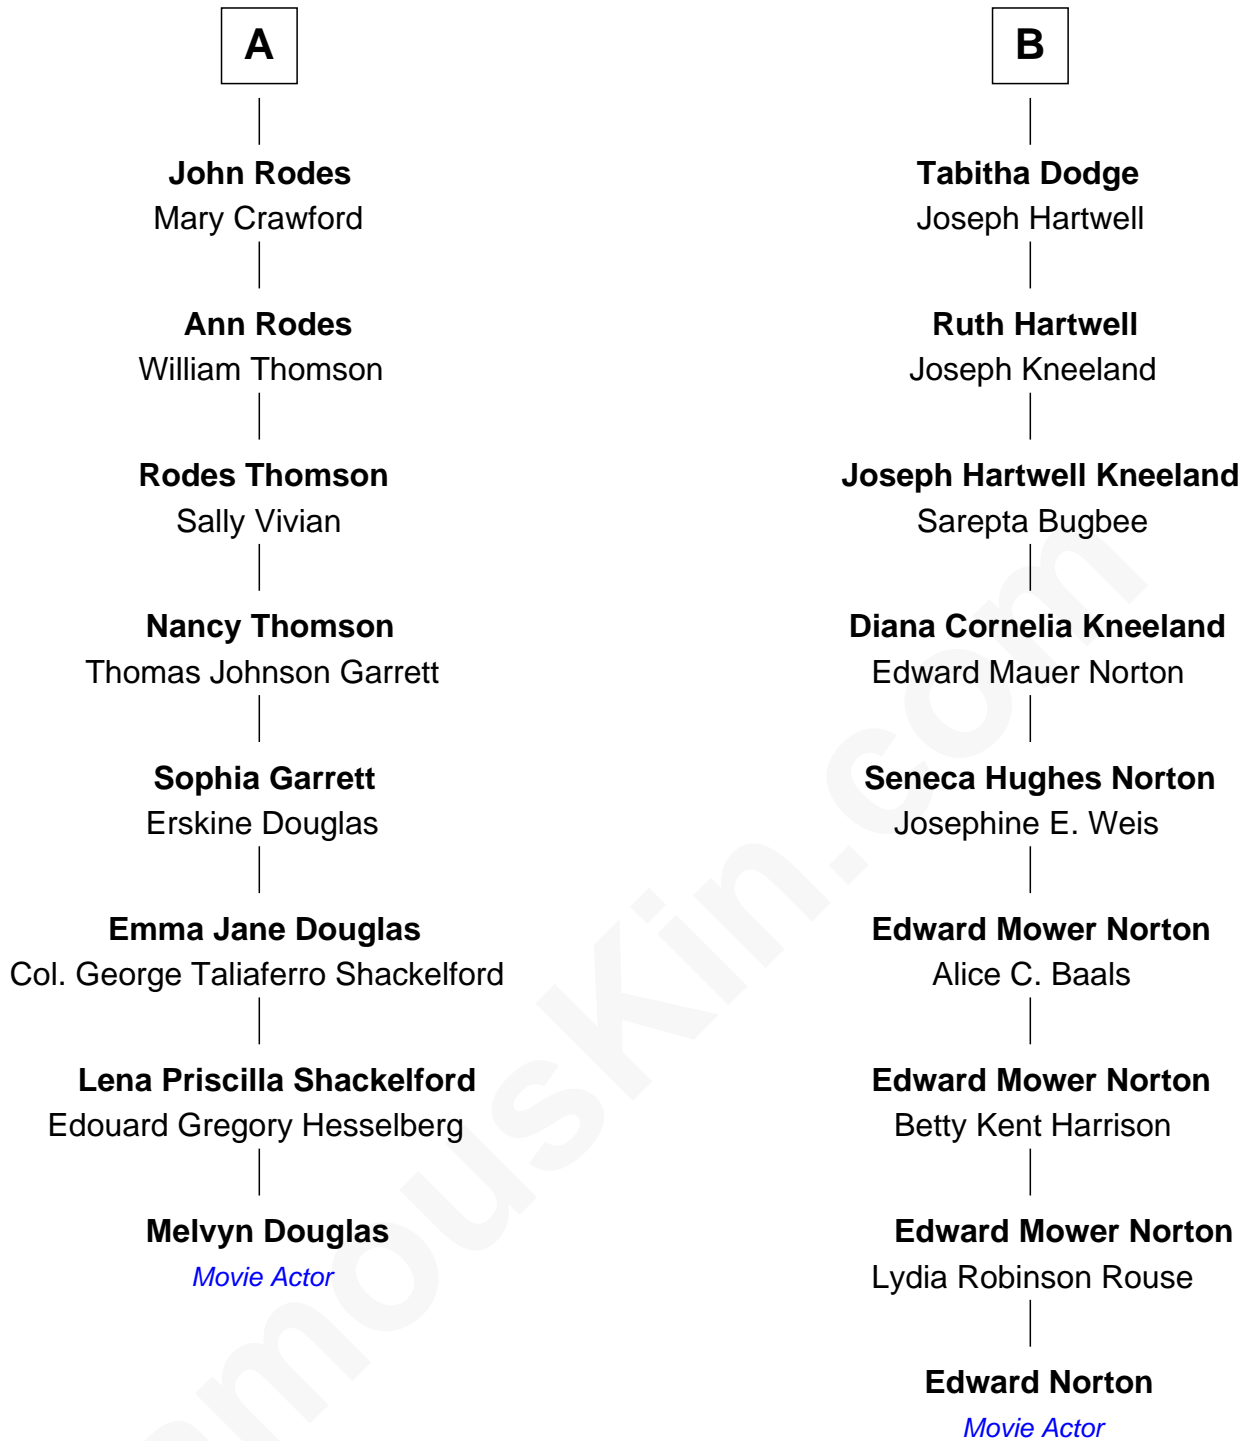 A
John Rodes
Mary Crawford
Ann Rodes
William Thomson
Rodes Thomson
Sally Vivian
Nancy Thomson
Thomas Johnson Garrett
Sophia Garrett
Erskine Douglas
Emma Jane Douglas
Col. George Taliaferro Shackelford
Lena Priscilla Shackelford
Edouard Gregory Hesselberg
Melvyn Douglas
Movie Actor
B
Tabitha Dodge
Joseph Hartwell
Ruth Hartwell
Joseph Kneeland
Joseph Hartwell Kneeland
Sarepta Bugbee
Diana Cornelia Kneeland
Edward Mauer Norton
Seneca Hughes Norton
Josephine E. Weis
Edward Mower Norton
Alice C. Baals
Edward Mower Norton
Betty Kent Harrison
Edward Mower Norton
Lydia Robinson Rouse
Edward Norton
Movie Actor
amousKin.com